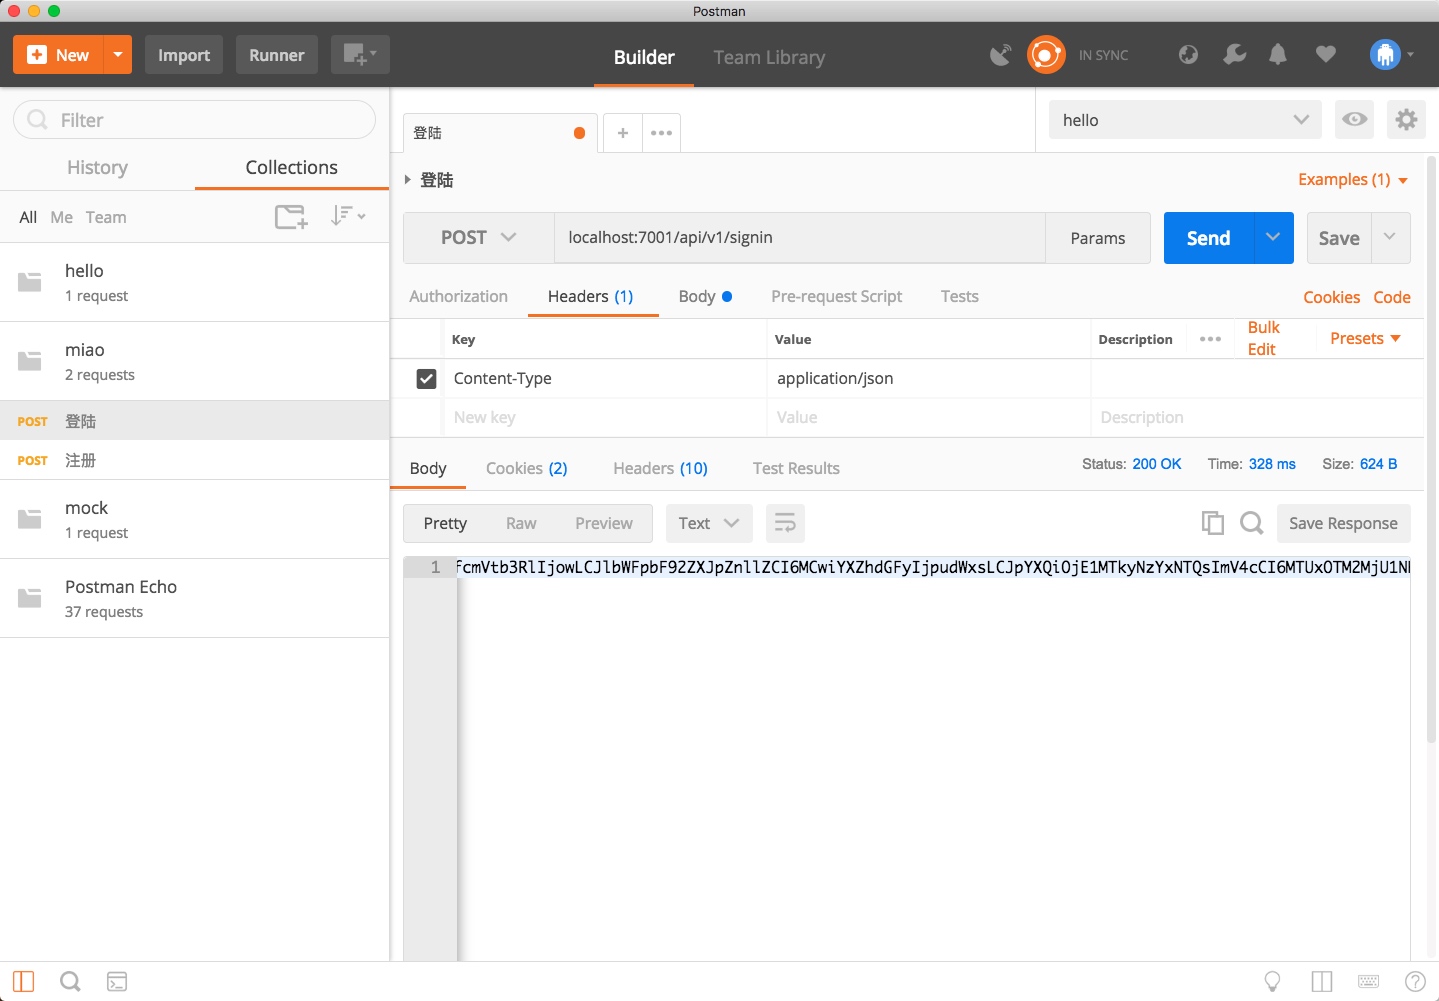 Postman
New
Import
Runner
Builder
Team Library
IN SYNC
Filter
History
Collections
All Me Team
hello
1 request
miao
2 requests
POST 登陆
POST 注册
mock
1 request
Postman Echo
37 requests
登陆
hello
登陆
Examples (1)
POST
localhost:7001/api/v1/signin
Params
Send
Save
Authorization
Headers (1)
Body
Pre-request Script
Tests
Cookies
Code
Key
Value
Description
Bulk
Edit
Presets
Content-Type
application/json
New key
Value
Description
Body
Cookies (2)
Headers (10)
Test Results
Status: 200 OK
Time: 328 ms
Size: 624 B
Pretty
Raw
Preview
Text
Save Response
1 fcmVtb3RlIjowLCJlbWFpbF92ZXJpZnllZCI6MCwiYXZhdGFyIjpudWxsLCJpYXQiOjE1MTkyNzYxNTQsImV4cCI6MTUxOTM2MjU1N